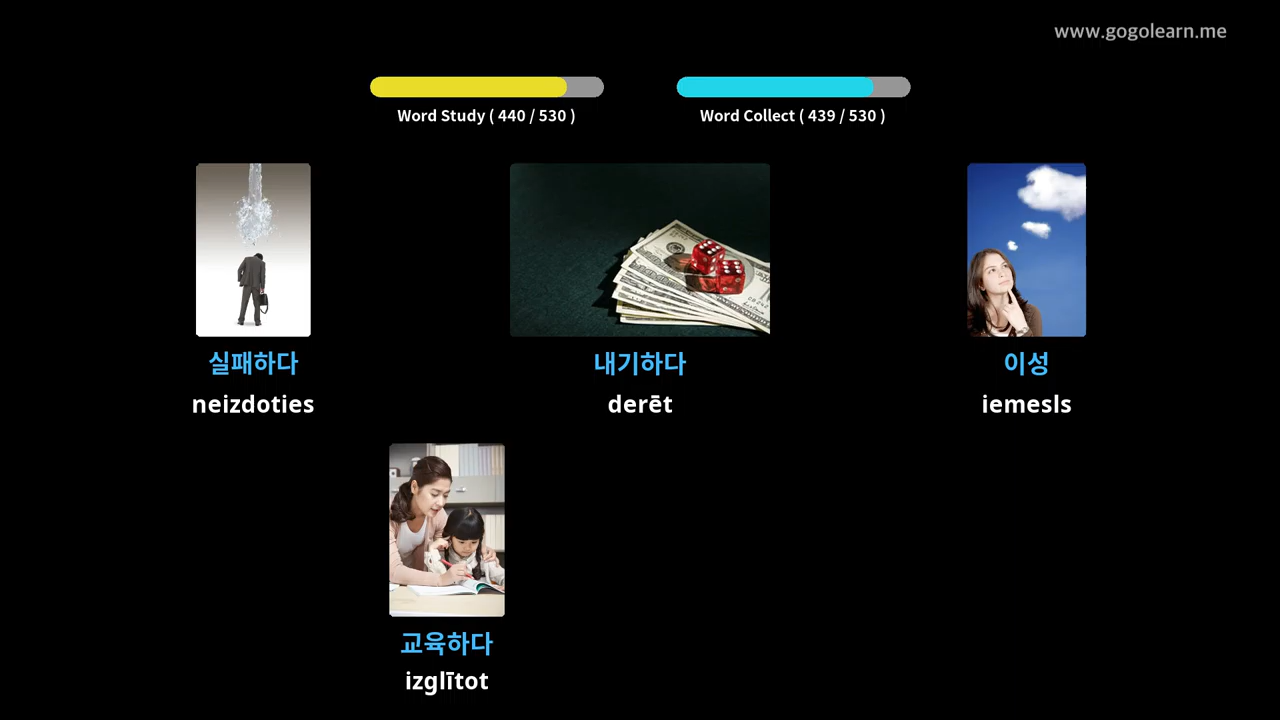 www.gogolearn.me
Word Study ( 440 / 530 )
Word Collect ( 439 / 530 )
실패하다
neizdoties
내기하다
derēt
이성
iemesls
교육하다
izglītot